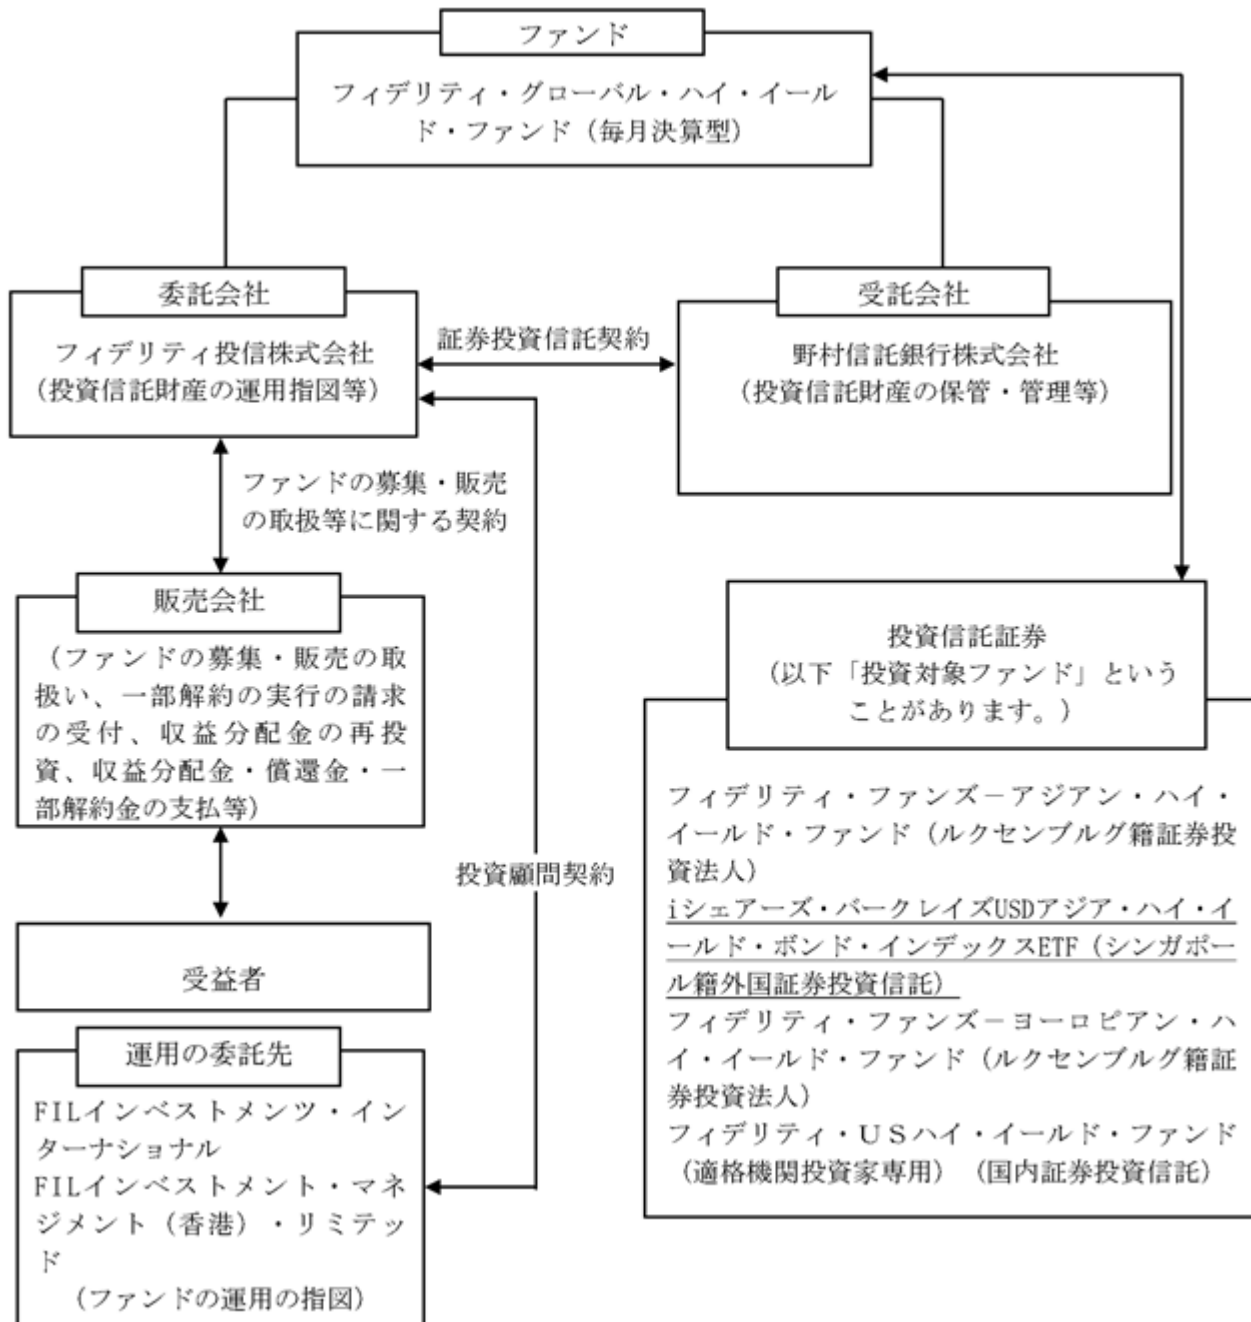 ファンド
フィデリティ・グローバル・ハイ・イール
ド・ファンド（毎月決算型）
委託会社
フィデリティ投信株式会社
（投資信託財産の運用指図等）
証券投資信託契約
受託会社
野村信託銀行株式会社
（投資信託財産の保管・管理等）
ファンドの募集・販売
の取扱等に関する契約
販売会社
（ファンドの募集・販売の取
扱い、一部解約の実行の請求
の受付、収益分配金の再投
資、収益分配金・償還金・一
部解約金の支払等）
投資顧問契約
受益者
運用の委託先
FILインベストメンツ・イン
ターナショナル
FILインベストメント・マネ
ジメント（香港）・リミテッ
ド
（ファンドの運用の指図）
投資信託証券
（以下「投資対象ファンド」という
ことがあります。）
フィデリティ・ファンズ－アジアン・ハイ・
イールド・ファンド（ルクセンブルグ籍証券投
資法人）
iシェアーズ・バークレイズUSDアジア・ハイ・イ
ールド・ボンド・インデックスETF（シンガポー
ル籍外国証券投資信託）
フィデリティ・ファンズ－ヨーロピアン・ハ
イ・イールド・ファンド（ルクセンブルグ籍証
券投資法人）
フィデリティ・ＵＳハイ・イールド・ファンド
（適格機関投資家専用）（国内証券投資信託）